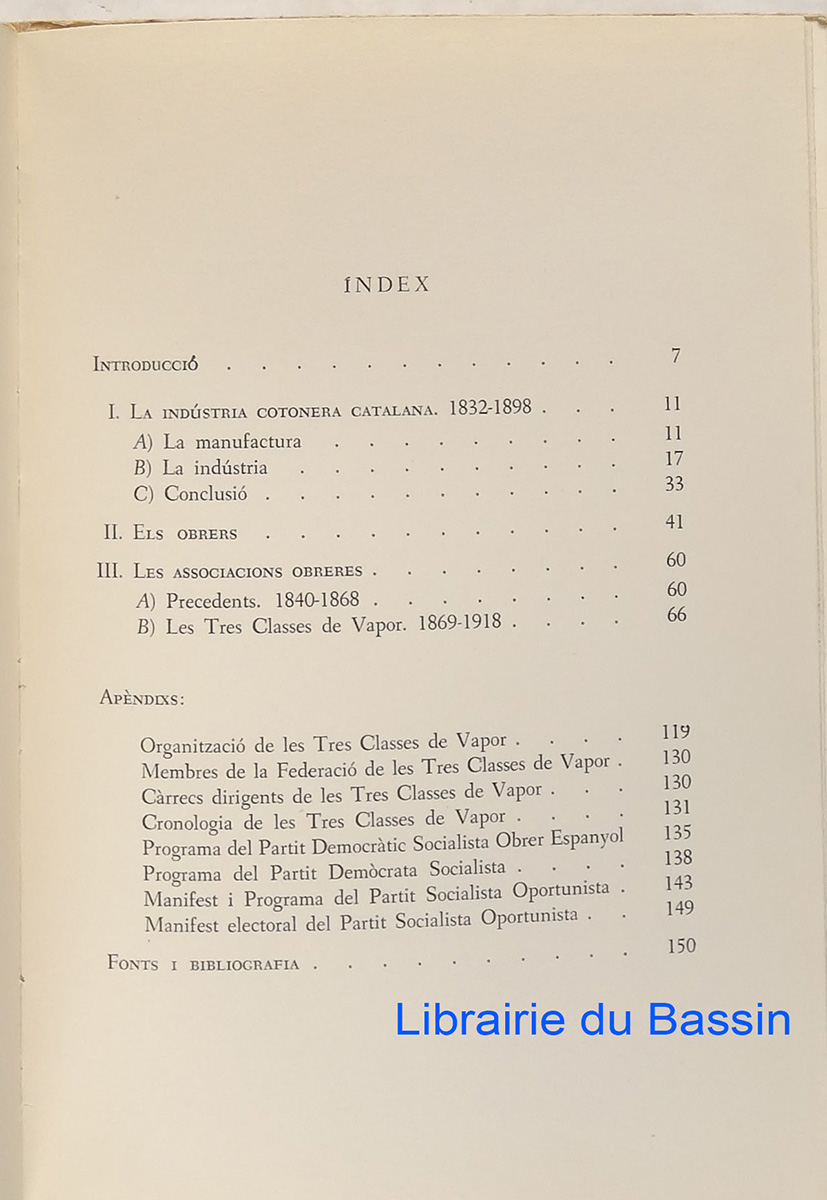 ÍNDEX
Introducció . . . . . . . . . . . . 7
I. La indústria cotonera catalana. 1832-1898 . . . 11
A) La manufactura . . . . . . . . . 11
B) La indústria . . . . . . . . . . 17
C) Conclusió . . . . . . . . . . . 33
II. Els obrers . . . . . . . . . . . 41
III. Les associacions obreres . . . . . . . . 60
A) Precedents. 1840-1868 . . . . . . . . 60
B) Les Tres Classes de Vapor. 1869-1918 . . . . 66
Apèndixs:
Organització de les Tres Classes de Vapor . . . . 119
Membres de la Federació de les Tres Classes de Vapor . 130
Càrrecs dirigents de les Tres Classes de Vapor . . . 130
Cronologia de les Tres Classes de Vapor . . . . 131
Programa del Partit Democràtic Socialista Obrer Espanyol 135
Programa del Partit Demòcrata Socialista . . . . 138
Manifest i Programa del Partit Socialista Oportunista . 143
Manifest electoral del Partit Socialista Oportunista . . 149
Fonts i bibliografia . . . . . . . . . . 150
Librairie du Bassin